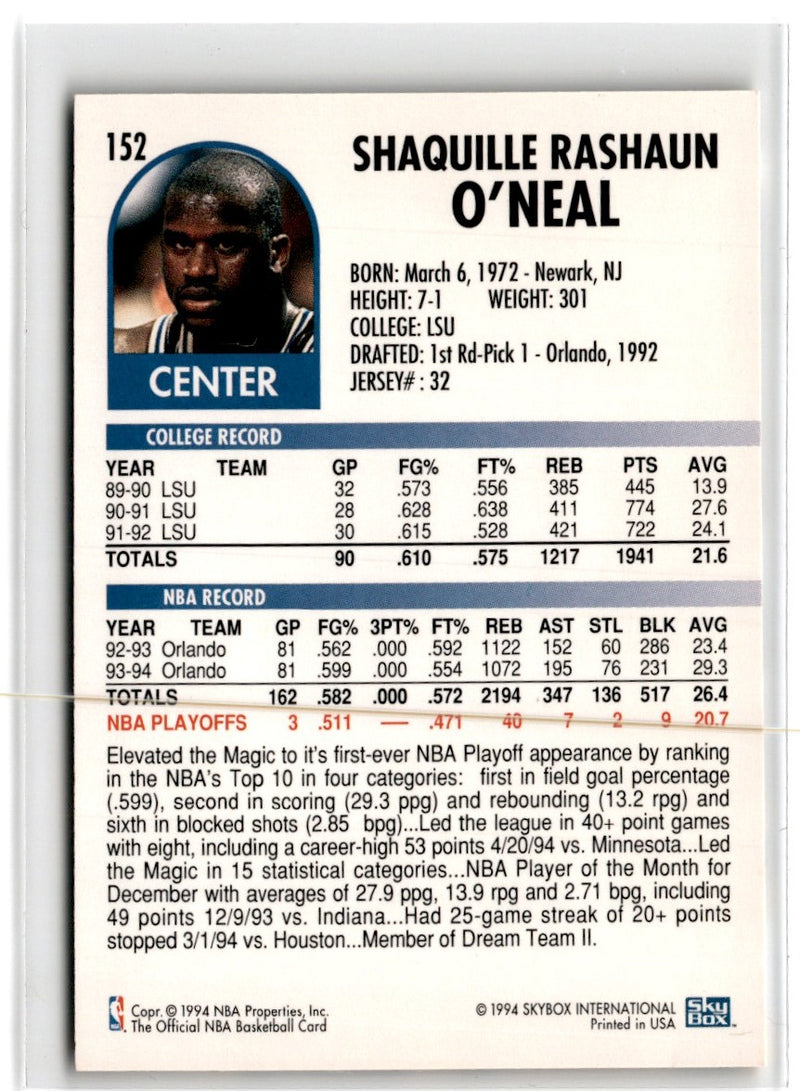 152
SHAQUILLE RASHAUN
O'NEAL
BORN: March 6, 1972 - Newark, NJ
HEIGHT: 7-1 WEIGHT: 301
COLLEGE: LSU
DRAFTED: 1st Rd-Pick 1 - Orlando, 1992
JERSEY# : 32
CENTER
COLLEGE RECORD
YEAR TEAM GP FG% FT% REB PTS AVG
89-90 LSU 32 .573 .556 385 445 13.9
90-91 LSU 28 .628 .638 411 774 27.6
91-92 LSU 30 .615 .528 421 722 24.1
TOTALS 90 .610 .575 1217 1941 21.6
NBA RECORD
YEAR TEAM GP FG% 3PT% FT% REB AST STL BLK AVG
92-93 Orlando 81 .562 .000 .592 1122 152 60 286 23.4
93-94 Orlando 81 .599 .000 .554 1072 195 76 231 29.3
TOTALS 162 .582 .000 .572 2194 347 136 517 26.4
NBA PLAYOFFS 3 .511 — .471 40 7 2 9 20.7
Elevated the Magic to it's first-ever NBA Playoff appearance by ranking
in the NBA's Top 10 in four categories: first in field goal percentage
(.599), second in scoring (29.3 ppg) and rebounding (13.2 rpg) and
sixth in blocked shots (2.85 bpg)...Led the league in 40+ point games
with eight, including a career-high 53 points 4/20/94 vs. Minnesota...Led
the Magic in 15 statistical categories...NBA Player of the Month for
December with averages of 27.9 ppg, 13.9 rpg and 2.71 bpg, including
49 points 12/9/93 vs. Indiana...Had 25-game streak of 20+ points
stopped 3/1/94 vs. Houston...Member of Dream Team II.
Copr. © 1994 NBA Properties, Inc.
The Official NBA Basketball Card
© 1994 SKYBOX INTERNATIONAL
Printed in USA
SkyBox™